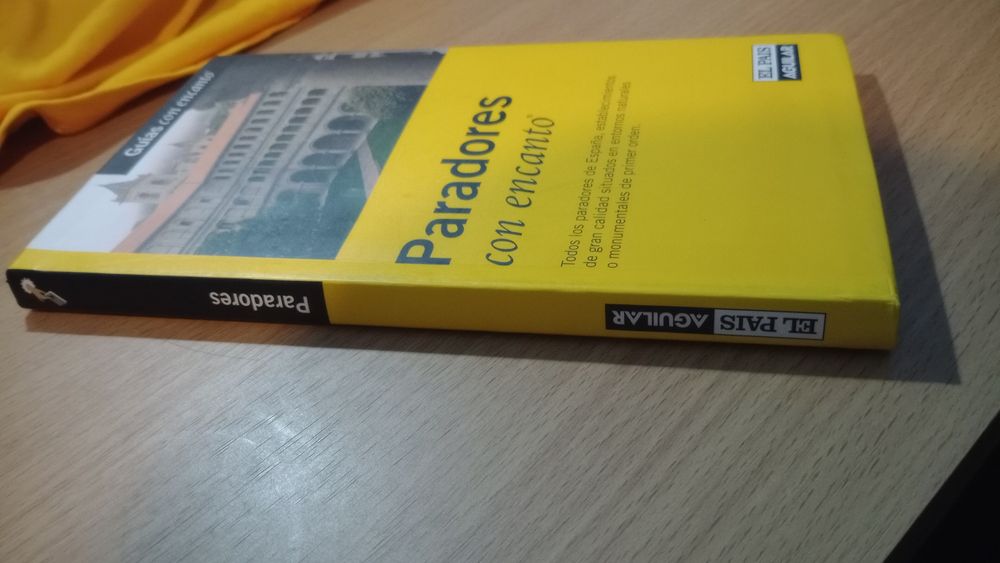 Guías con encanto®
Paradores
con encanto®
Todos los paradores de España, establecimientos
de gran calidad situados en entornos naturales
o monumentales de primer orden.
EL PAIS
AGUILAR
Paradores
EL PAIS
AGUILAR